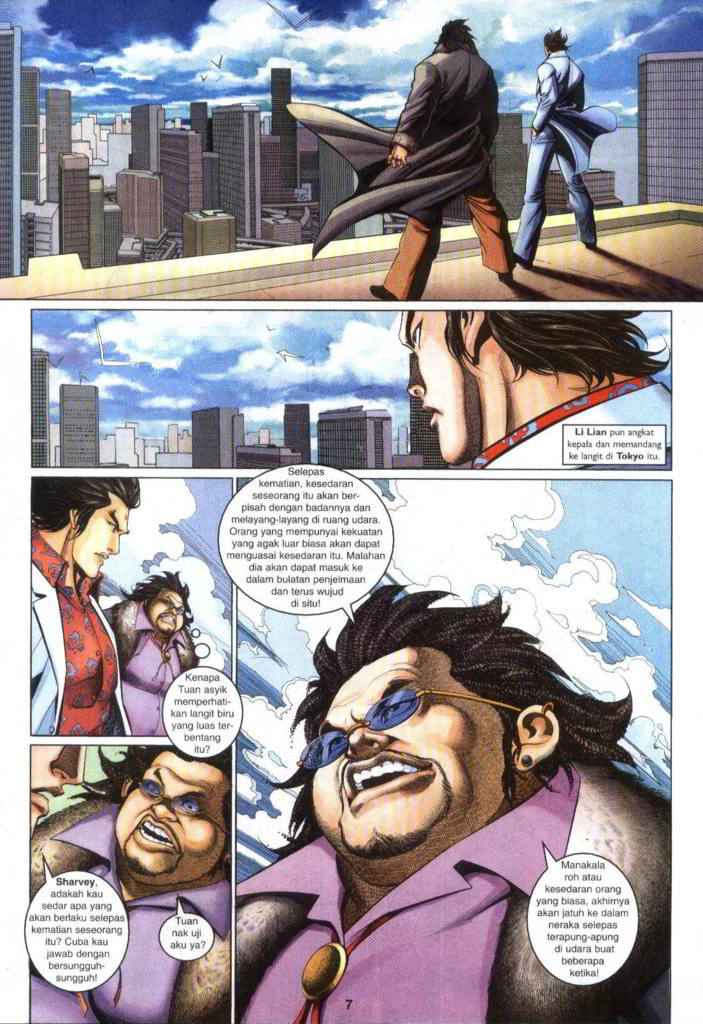 Li Lian pun angkat
kepala dan memandang
ke langit di Tokyo itu.
Kenapa
Tuan asyik
memperhati-
kan langit biru
yang luas ter-
bentang
itu?
Sharvey,
adakah kau
sedar apa yang
akan berlaku selepas
kematian seseorang
itu? Cuba kau
jawab dengan
bersungguh-
sungguh!
Tuan
nak uji
aku ya?
Selepas
kematian, kesedaran
seseorang itu akan ber-
pisah dengan badannya dan
melayang-layang di ruang udara.
Orang yang mempunyai kekuatan
yang agak luar biasa akan dapat
menguasai kesedaran itu. Malahan
dia akan dapat masuk ke
dalam bulatan penjelmaan
dan terus wujud
di situ!
Manakala
roh atau
kesedaran orang
yang biasa, akhirnya
akan jatuh ke dalam
neraka selepas
terapung-apung
di udara buat
beberapa
ketika!
7